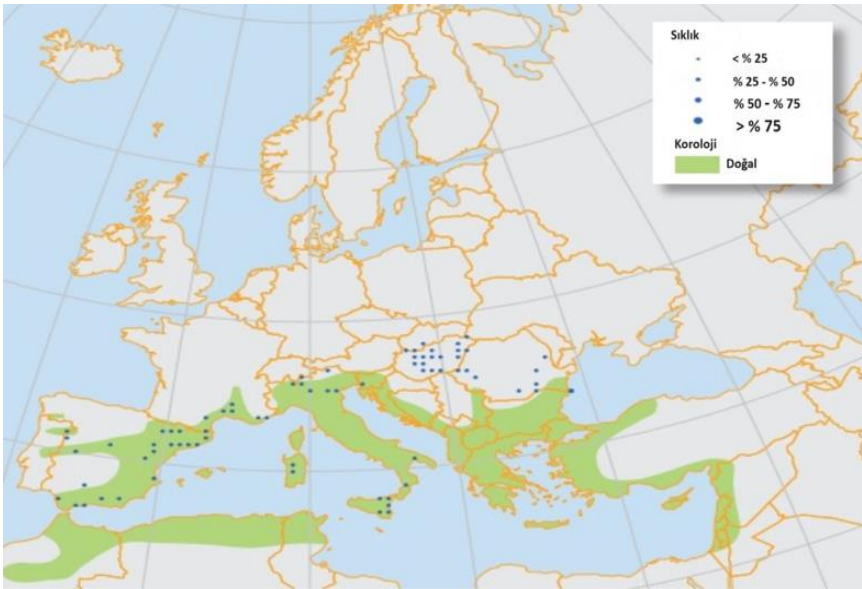 Sıklık
< % 25
% 25 - % 50
% 50 - % 75
> % 75
Koroloji
Doğal